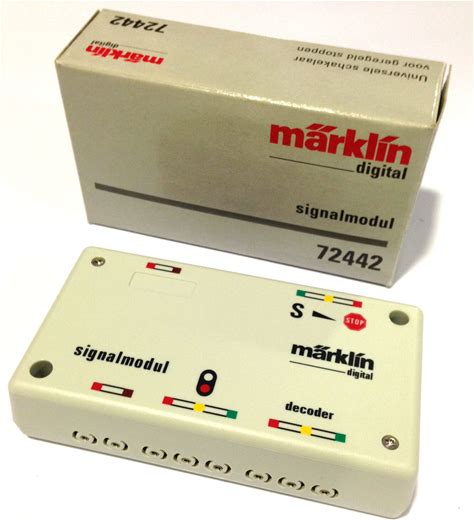 72442
märklin
digital
Universele schakelaar
voor geregeld stoppen
märklin
digital
signalmodul
72442
S
STOP
märklin
digital
signalmodul
decoder